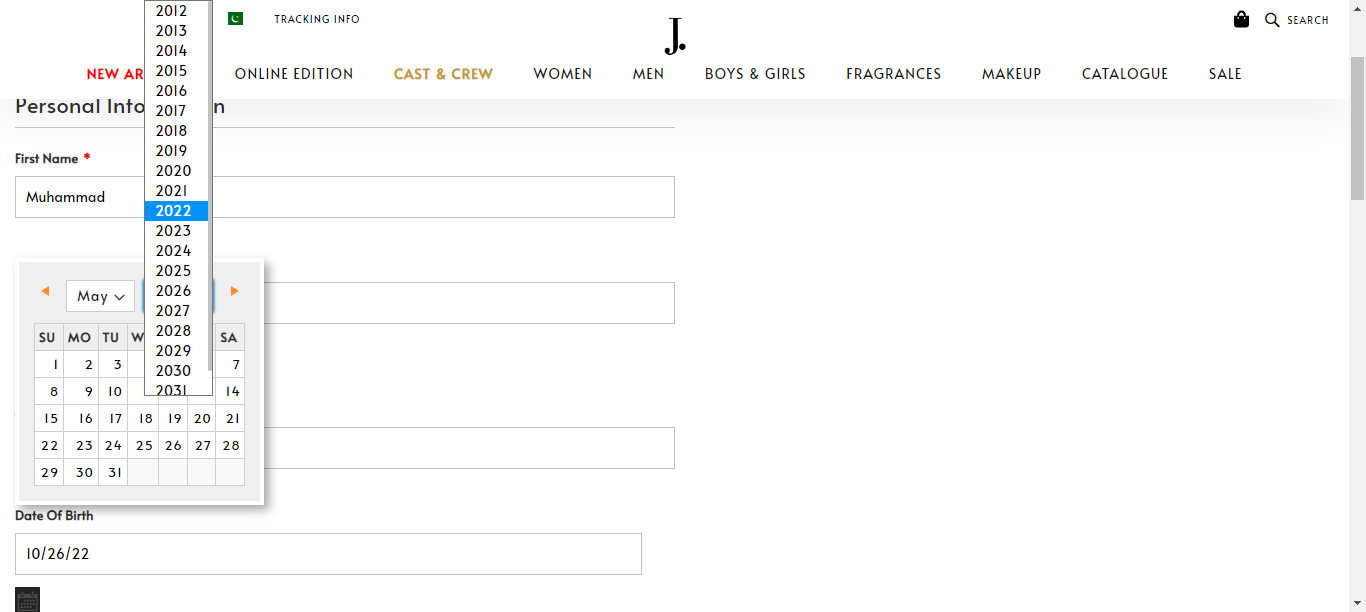 TRACKING INFO
J.
SEARCH
ONLINE EDITION
CAST & CREW
WOMEN
MEN
BOYS & GIRLS
FRAGRANCES
MAKEUP
CATALOGUE
SALE
NEW AR
Personal Info
n
First Name *
Muhammad
2012
2013
2014
2015
2016
2017
2018
2019
2020
2021
2022
2023
2024
2025
2026
2027
2028
2029
2030
2031
May
SU MO TU W SA
1 2 3 7
8 9 10 14
15 16 17 18 19 20 21
22 23 24 25 26 27 28
29 30 31
Date Of Birth
10/26/22